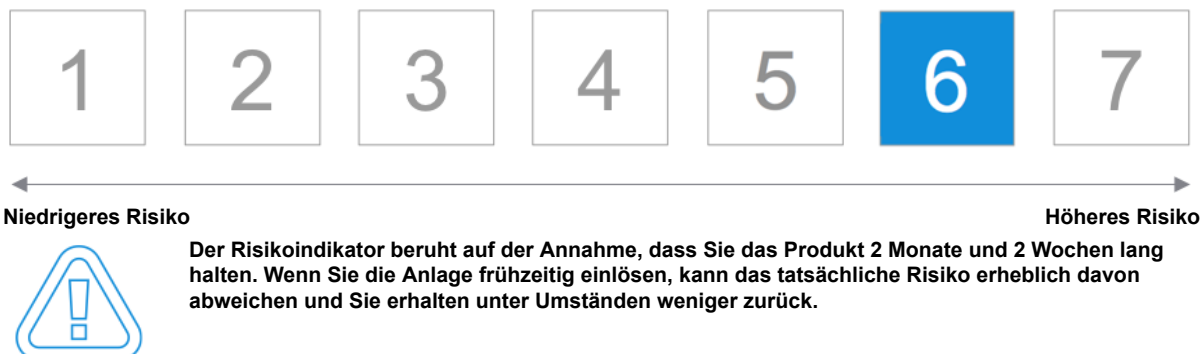 1 2 3 4 5 6 7
Niedrigeres Risiko Höheres Risiko
Der Risikoindikator beruht auf der Annahme, dass Sie das Produkt 2 Monate und 2 Wochen lang
halten. Wenn Sie die Anlage frühzeitig einlösen, kann das tatsächliche Risiko erheblich davon
abweichen und Sie erhalten unter Umständen weniger zurück.